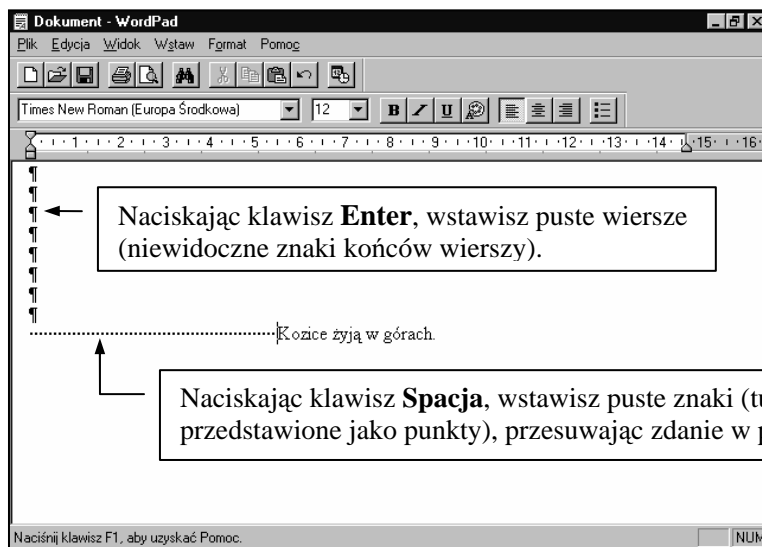 Dokument - WordPad
Plik Edycja Widok Wstaw Format Pomoc
Times New Roman (Europa Środkowa) 12 B I U
1 2 3 4 5 6 7 8 9 10 11 12 13 14 15 16
¶
¶
¶
¶
¶
¶
¶
¶
Naciskając klawisz Enter, wstawisz puste wiersze
(niewidoczne znaki końców wierszy).
Kozice żyją w górach.
Naciskając klawisz Spacja, wstawisz puste znaki (tu
przedstawione jako punkty), przesuwając zdanie w p
Naciśnij klawisz F1, aby uzyskać Pomoc. NUM